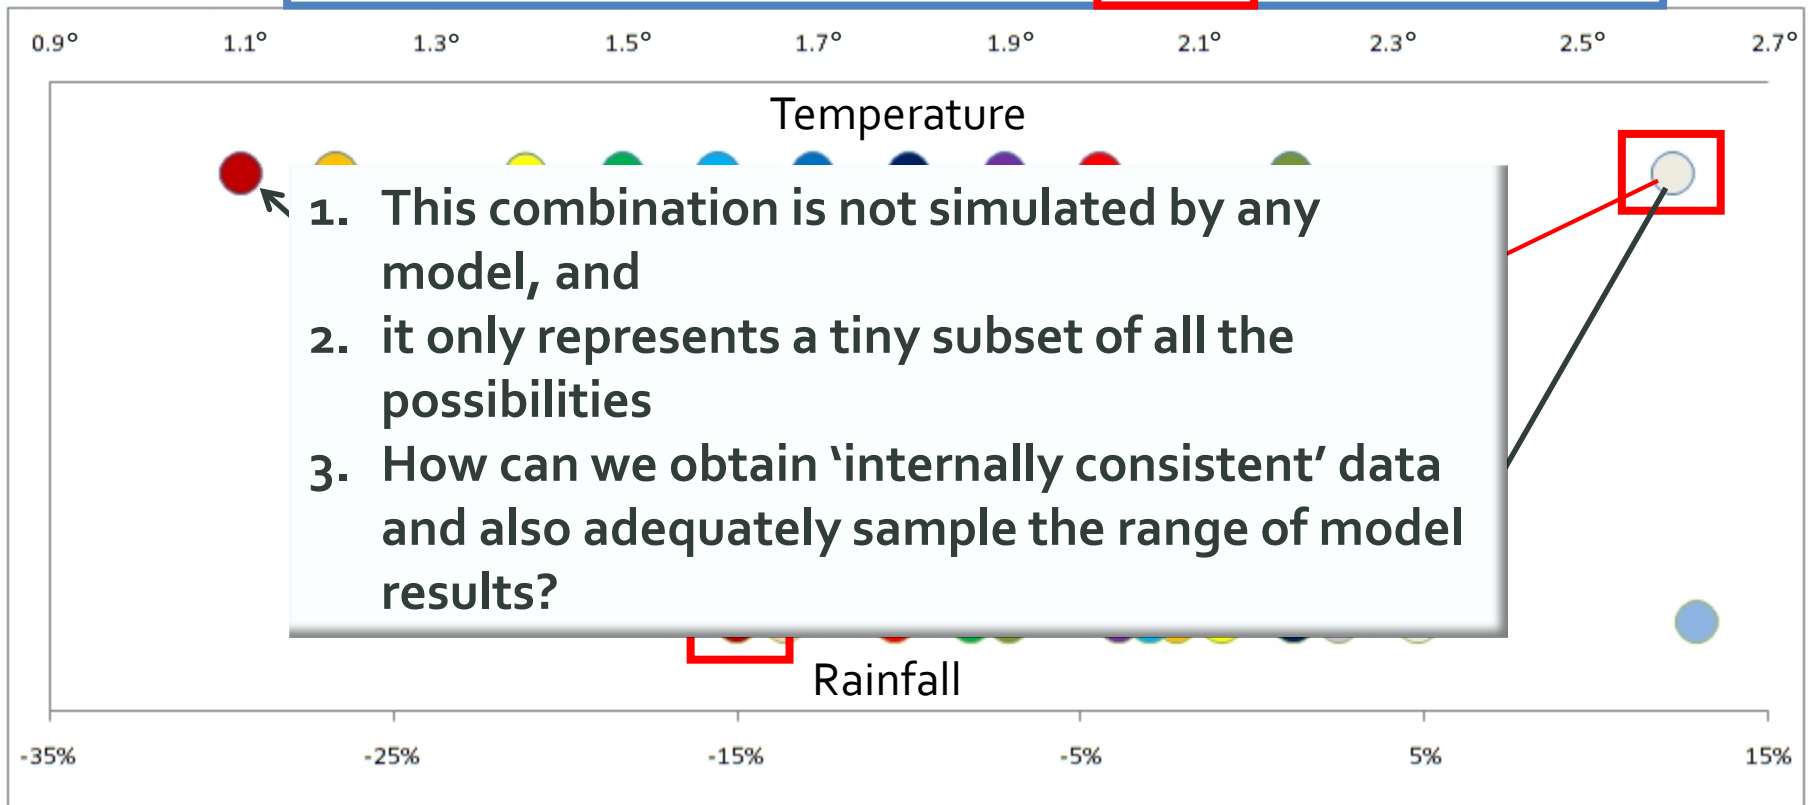 0.9° 1.1° 1.3° 1.5° 1.7° 1.9° 2.1° 2.3° 2.5° 2.7°
Temperature
1. This combination is not simulated by any
model, and
2. it only represents a tiny subset of all the
possibilities
3. How can we obtain ‘internally consistent’ data
and also adequately sample the range of model
results?
Rainfall
-35% -25% -15% -5% 5% 15%